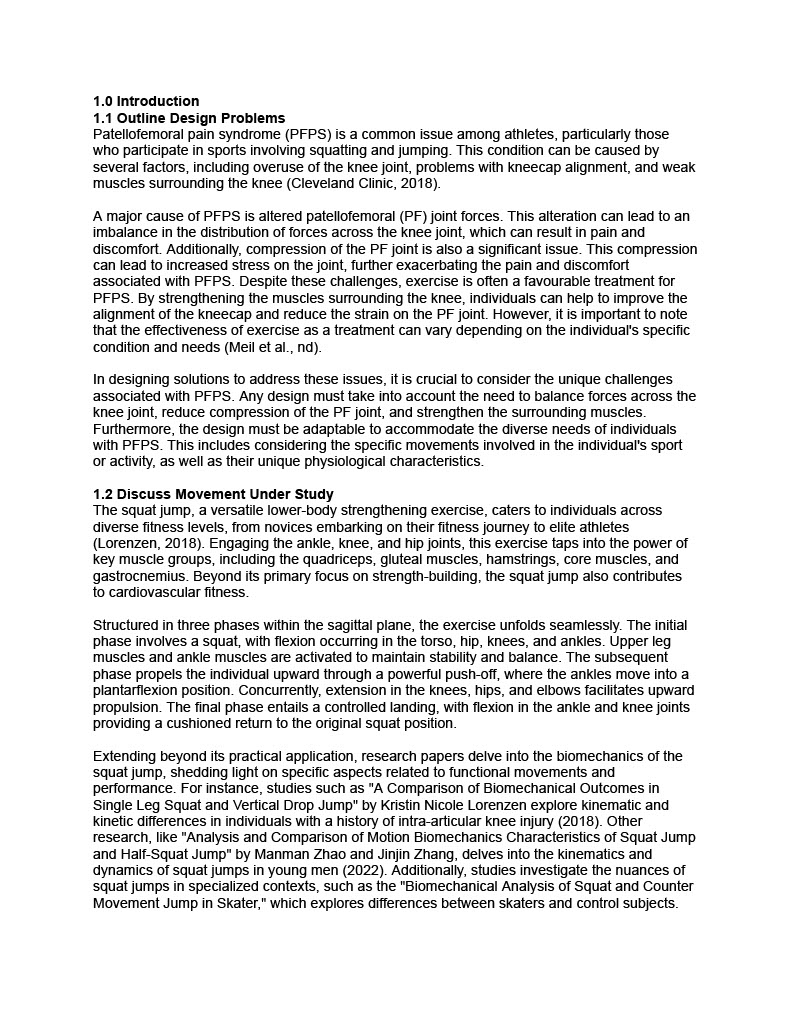 1.0 Introduction
1.1 Outline Design Problems
Patellofemoral pain syndrome (PFPS) is a common issue among athletes, particularly those
who participate in sports involving squatting and jumping. This condition can be caused by
several factors, including overuse of the knee joint, problems with kneecap alignment, and weak
muscles surrounding the knee (Cleveland Clinic, 2018).
A major cause of PFPS is altered patellofemoral (PF) joint forces. This alteration can lead to an
imbalance in the distribution of forces across the knee joint, which can result in pain and
discomfort. Additionally, compression of the PF joint is also a significant issue. This compression
can lead to increased stress on the joint, further exacerbating the pain and discomfort
associated with PFPS. Despite these challenges, exercise is often a favourable treatment for
PFPS. By strengthening the muscles surrounding the knee, individuals can help to improve the
alignment of the kneecap and reduce the strain on the PF joint. However, it is important to note
that the effectiveness of exercise as a treatment can vary depending on the individual's specific
condition and needs (Meil et al., nd).
In designing solutions to address these issues, it is crucial to consider the unique challenges
associated with PFPS. Any design must take into account the need to balance forces across the
knee joint, reduce compression of the PF joint, and strengthen the surrounding muscles.
Furthermore, the design must be adaptable to accommodate the diverse needs of individuals
with PFPS. This includes considering the specific movements involved in the individual's sport
or activity, as well as their unique physiological characteristics.
1.2 Discuss Movement Under Study
The squat jump, a versatile lower-body strengthening exercise, caters to individuals across
diverse fitness levels, from novices embarking on their fitness journey to elite athletes
(Lorenzen, 2018). Engaging the ankle, knee, and hip joints, this exercise taps into the power of
key muscle groups, including the quadriceps, gluteal muscles, hamstrings, core muscles, and
gastrocnemius. Beyond its primary focus on strength-building, the squat jump also contributes
to cardiovascular fitness.
Structured in three phases within the sagittal plane, the exercise unfolds seamlessly. The initial
phase involves a squat, with flexion occurring in the torso, hip, knees, and ankles. Upper leg
muscles and ankle muscles are activated to maintain stability and balance. The subsequent
phase propels the individual upward through a powerful push-off, where the ankles move into a
plantarflexion position. Concurrently, extension in the knees, hips, and elbows facilitates upward
propulsion. The final phase entails a controlled landing, with flexion in the ankle and knee joints
providing a cushioned return to the original squat position.
Extending beyond its practical application, research papers delve into the biomechanics of the
squat jump, shedding light on specific aspects related to functional movements and
performance. For instance, studies such as "A Comparison of Biomechanical Outcomes in
Single Leg Squat and Vertical Drop Jump" by Kristin Nicole Lorenzen explore kinematic and
kinetic differences in individuals with a history of intra-articular knee injury (2018). Other
research, like "Analysis and Comparison of Motion Biomechanics Characteristics of Squat Jump
and Half-Squat Jump" by Manman Zhao and Jinjin Zhang, delves into the kinematics and
dynamics of squat jumps in young men (2022). Additionally, studies investigate the nuances of
squat jumps in specialized contexts, such as the "Biomechanical Analysis of Squat and Counter
Movement Jump in Skater," which explores differences between skaters and control subjects.